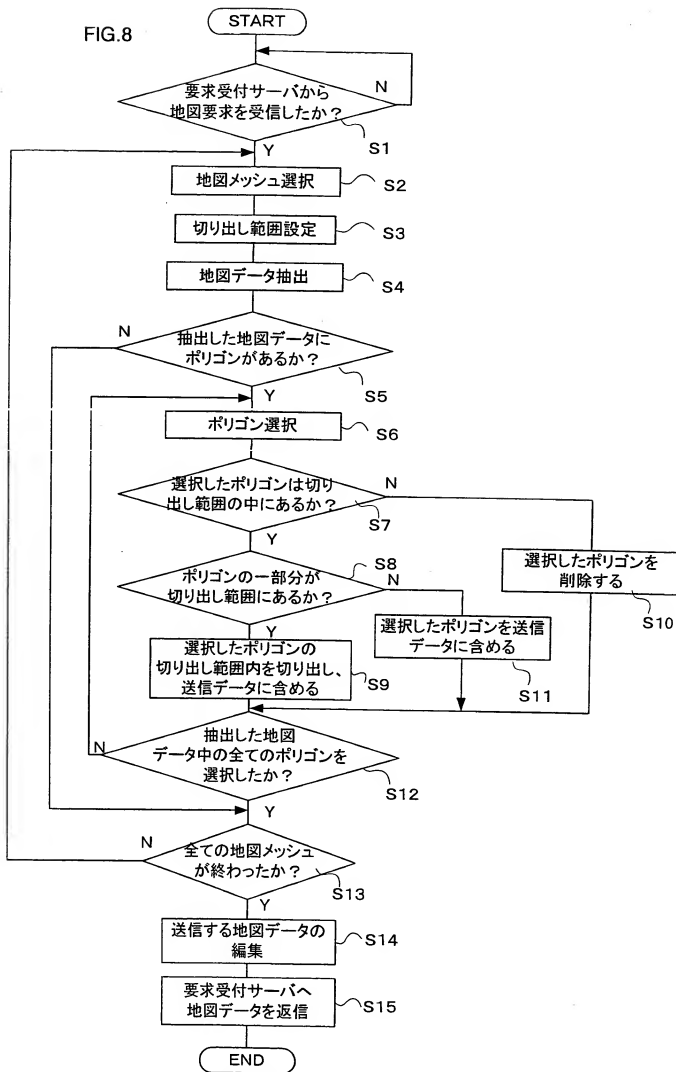 FIG.8
START
要求受付サーバから
地図要求を受信したか？
N
S1
Y
地図メッシュ選択
S2
切り出し範囲設定
S3
地図データ抽出
S4
N
抽出した地図データに
ポリゴンがあるか？
S5
Y
ポリゴン選択
S6
選択したポリゴンは切り
出し範囲の中にあるか？
N
S7
Y
S8
ポリゴンの一部分が
切り出し範囲にあるか？
N
選択したポリゴンを
削除する
S10
Y
選択したポリゴンの
切り出し範囲内を切り出し、
送信データに含める
S9
選択したポリゴンを送信
データに含める
S11
抽出した地図
データ中の全てのポリゴンを
選択したか？
N
S12
Y
N
全ての地図メッシュ
が終わったか？
S13
Y
送信する地図データの
編集
S14
要求受付サーバへ
地図データを返信
S15
END